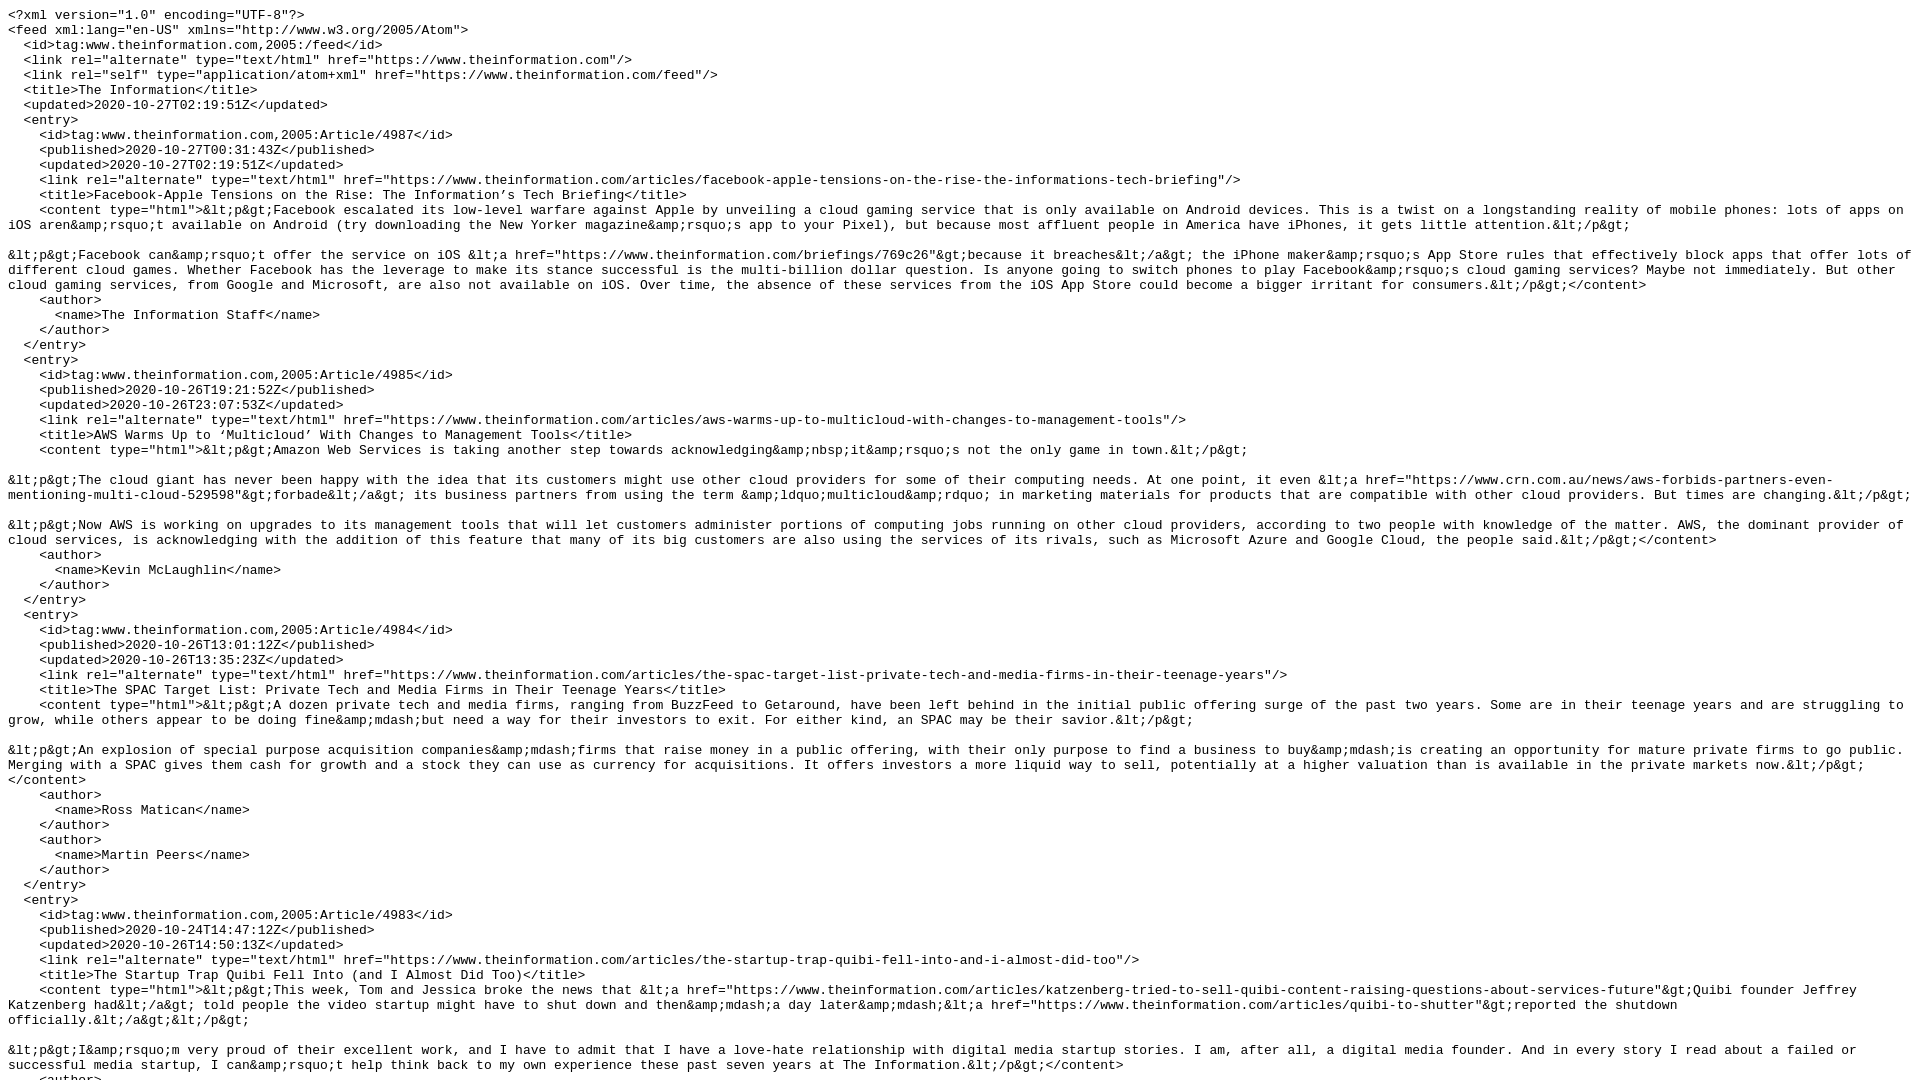 <?xml version="1.0" encoding="UTF-8"?>
<feed xml:lang="en-US" xmlns="http://www.w3.org/2005/Atom">
  <id>tag:www.theinformation.com,2005:/feed</id>
  <link rel="alternate" type="text/html" href="https://www.theinformation.com"/>
  <link rel="self" type="application/atom+xml" href="https://www.theinformation.com/feed"/>
  <title>The Information</title>
  <updated>2020-10-27T02:19:51Z</updated>
  <entry>
    <id>tag:www.theinformation.com,2005:Article/4987</id>
    <published>2020-10-27T00:31:43Z</published>
    <updated>2020-10-27T02:19:51Z</updated>
    <link rel="alternate" type="text/html" href="https://www.theinformation.com/articles/facebook-apple-tensions-on-the-rise-the-informations-tech-briefing"/>
    <title>Facebook-Apple Tensions on the Rise: The Information’s Tech Briefing</title>
    <content type="html">&lt;p&gt;Facebook escalated its low-level warfare against Apple by unveiling a cloud gaming service that is only available on Android devices. This is a twist on a longstanding reality of mobile phones: lots of apps on
iOS aren&amp;rsquo;t available on Android (try downloading the New Yorker magazine&amp;rsquo;s app to your Pixel), but because most affluent people in America have iPhones, it gets little attention.&lt;/p&gt;

&lt;p&gt;Facebook can&amp;rsquo;t offer the service on iOS &lt;a href="https://www.theinformation.com/briefings/769c26"&gt;because it breaches&lt;/a&gt; the iPhone maker&amp;rsquo;s App Store rules that effectively block apps that offer lots of
different cloud games. Whether Facebook has the leverage to make its stance successful is the multi-billion dollar question. Is anyone going to switch phones to play Facebook&amp;rsquo;s cloud gaming services? Maybe not immediately. But other
cloud gaming services, from Google and Microsoft, are also not available on iOS. Over time, the absence of these services from the iOS App Store could become a bigger irritant for consumers.&lt;/p&gt;</content>
    <author>
      <name>The Information Staff</name>
    </author>
  </entry>
  <entry>
    <id>tag:www.theinformation.com,2005:Article/4985</id>
    <published>2020-10-26T19:21:52Z</published>
    <updated>2020-10-26T23:07:53Z</updated>
    <link rel="alternate" type="text/html" href="https://www.theinformation.com/articles/aws-warms-up-to-multicloud-with-changes-to-management-tools"/>
    <title>AWS Warms Up to ‘Multicloud’ With Changes to Management Tools</title>
    <content type="html">&lt;p&gt;Amazon Web Services is taking another step towards acknowledging&amp;nbsp;it&amp;rsquo;s not the only game in town.&lt;/p&gt;

&lt;p&gt;The cloud giant has never been happy with the idea that its customers might use other cloud providers for some of their computing needs. At one point, it even &lt;a href="https://www.crn.com.au/news/aws-forbids-partners-even-
mentioning-multi-cloud-529598"&gt;forbade&lt;/a&gt; its business partners from using the term &amp;ldquo;multicloud&amp;rdquo; in marketing materials for products that are compatible with other cloud providers. But times are changing.&lt;/p&gt;

&lt;p&gt;Now AWS is working on upgrades to its management tools that will let customers administer portions of computing jobs running on other cloud providers, according to two people with knowledge of the matter. AWS, the dominant provider of
cloud services, is acknowledging with the addition of this feature that many of its big customers are also using the services of its rivals, such as Microsoft Azure and Google Cloud, the people said.&lt;/p&gt;</content>
    <author>
      <name>Kevin McLaughlin</name>
    </author>
  </entry>
  <entry>
    <id>tag:www.theinformation.com,2005:Article/4984</id>
    <published>2020-10-26T13:01:12Z</published>
    <updated>2020-10-26T13:35:23Z</updated>
    <link rel="alternate" type="text/html" href="https://www.theinformation.com/articles/the-spac-target-list-private-tech-and-media-firms-in-their-teenage-years"/>
    <title>The SPAC Target List: Private Tech and Media Firms in Their Teenage Years</title>
    <content type="html">&lt;p&gt;A dozen private tech and media firms, ranging from BuzzFeed to Getaround, have been left behind in the initial public offering surge of the past two years. Some are in their teenage years and are struggling to
grow, while others appear to be doing fine&amp;mdash;but need a way for their investors to exit. For either kind, an SPAC may be their savior.&lt;/p&gt;

&lt;p&gt;An explosion of special purpose acquisition companies&amp;mdash;firms that raise money in a public offering, with their only purpose to find a business to buy&amp;mdash;is creating an opportunity for mature private firms to go public.
Merging with a SPAC gives them cash for growth and a stock they can use as currency for acquisitions. It offers investors a more liquid way to sell, potentially at a higher valuation than is available in the private markets now.&lt;/p&gt;
</content>
    <author>
      <name>Ross Matican</name>
    </author>
    <author>
      <name>Martin Peers</name>
    </author>
  </entry>
  <entry>
    <id>tag:www.theinformation.com,2005:Article/4983</id>
    <published>2020-10-24T14:47:12Z</published>
    <updated>2020-10-26T14:50:13Z</updated>
    <link rel="alternate" type="text/html" href="https://www.theinformation.com/articles/the-startup-trap-quibi-fell-into-and-i-almost-did-too"/>
    <title>The Startup Trap Quibi Fell Into (and I Almost Did Too)</title>
    <content type="html">&lt;p&gt;This week, Tom and Jessica broke the news that &lt;a href="https://www.theinformation.com/articles/katzenberg-tried-to-sell-quibi-content-raising-questions-about-services-future"&gt;Quibi founder Jeffrey
Katzenberg had&lt;/a&gt; told people the video startup might have to shut down and then&amp;mdash;a day later&amp;mdash;&lt;a href="https://www.theinformation.com/articles/quibi-to-shutter"&gt;reported the shutdown
officially.&lt;/a&gt;&lt;/p&gt;

&lt;p&gt;I&amp;rsquo;m very proud of their excellent work, and I have to admit that I have a love-hate relationship with digital media startup stories. I am, after all, a digital media founder. And in every story I read about a failed or
successful media startup, I can&amp;rsquo;t help think back to my own experience these past seven years at The Information.&lt;/p&gt;</content>
    <author>